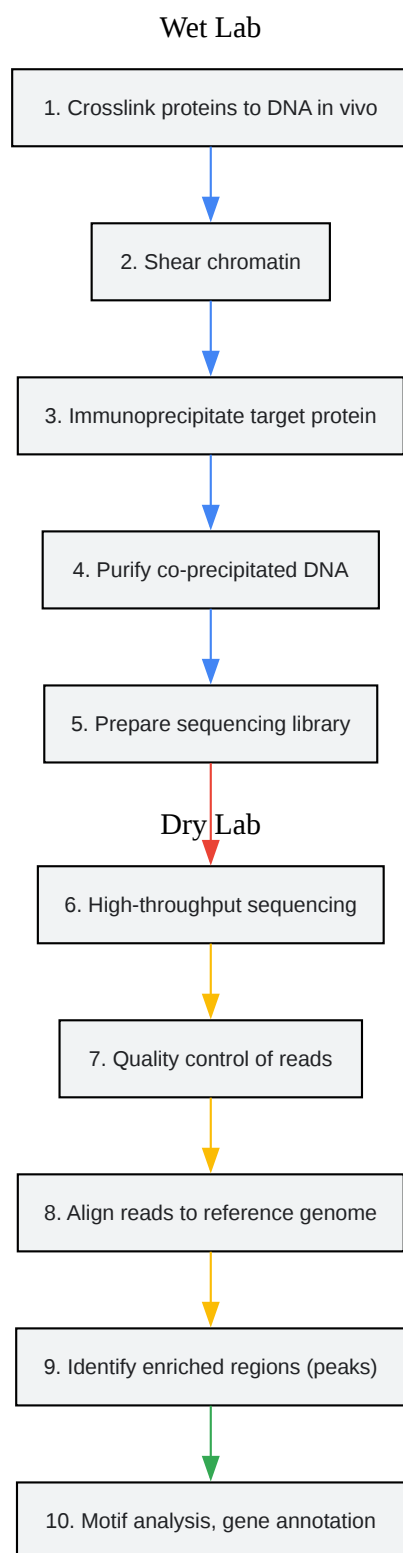 Wet Lab
1. Crosslink proteins to DNA in vivo
2. Shear chromatin
3. Immunoprecipitate target protein
4. Purify co-precipitated DNA
5. Prepare sequencing library
Dry Lab
6. High-throughput sequencing
7. Quality control of reads
8. Align reads to reference genome
9. Identify enriched regions (peaks)
10. Motif analysis, gene annotation